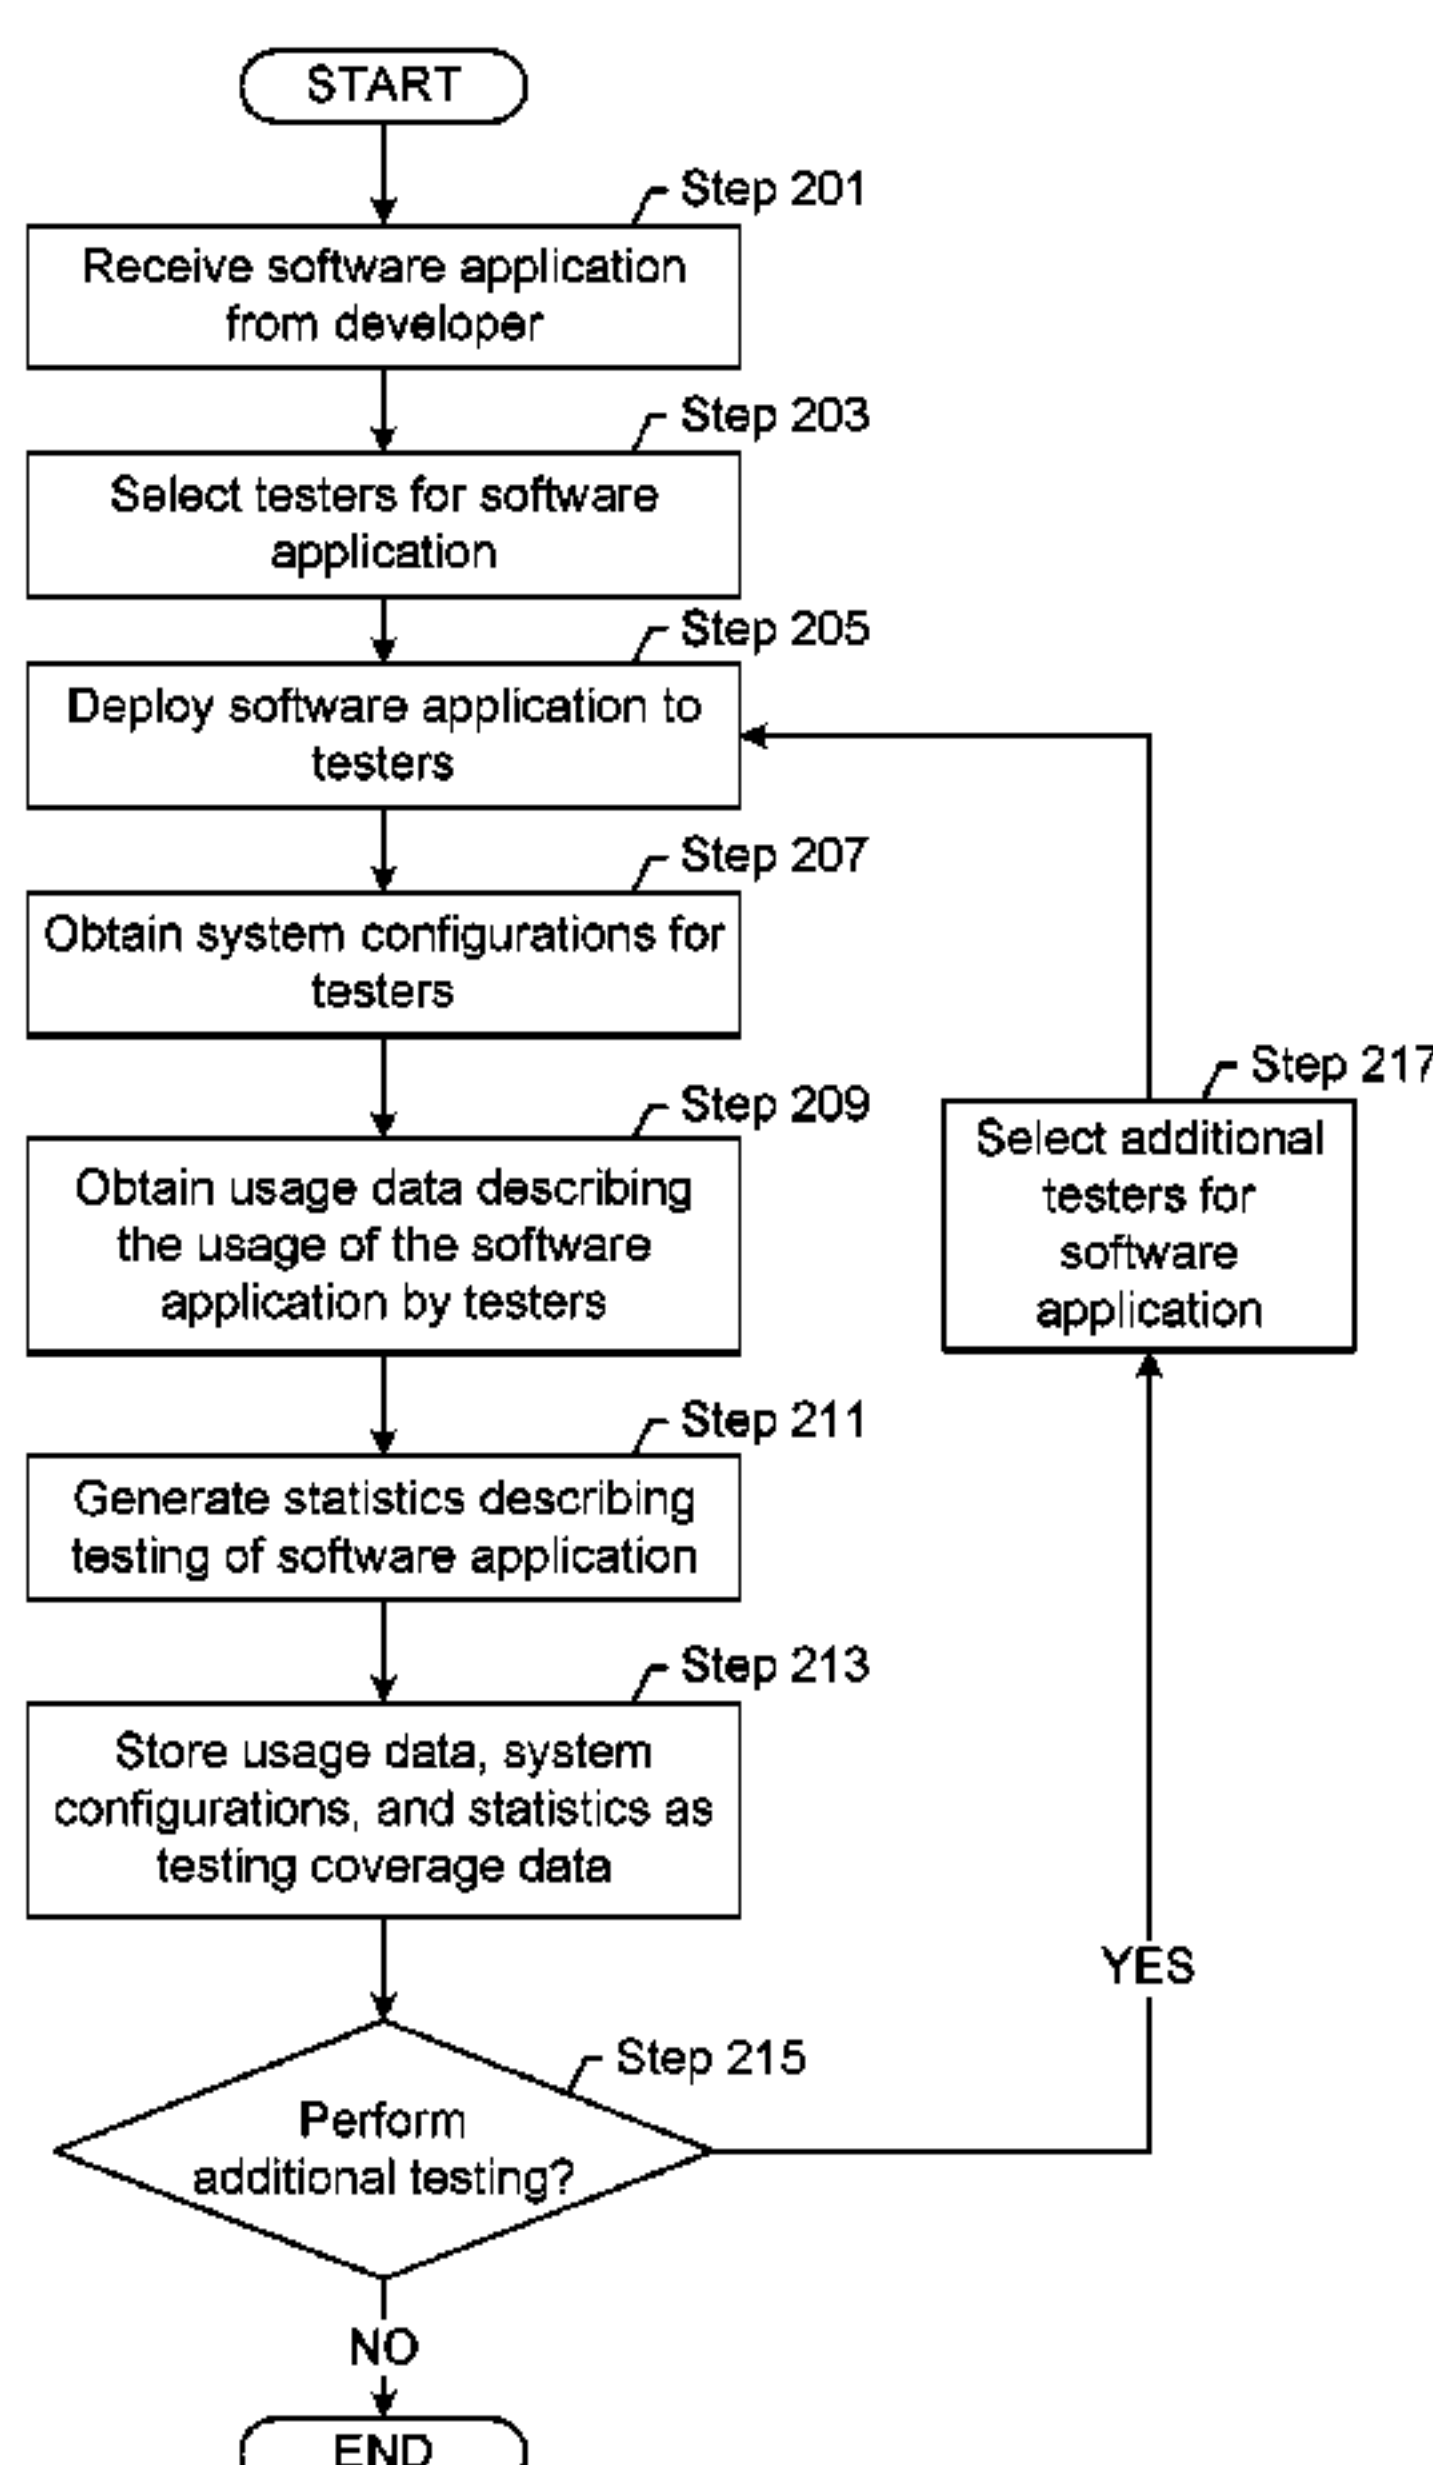 START
Step 201
Receive software application
from developer
Step 203
Select testers for software
application
Step 205
Deploy software application to
testers
Step 207
Obtain system configurations for
testers
Step 209
Obtain usage data describing
the usage of the software
application by testers
Step 217
Select additional
testers for
software
application
Step 211
Generate statistics describing
testing of software application
Step 213
Store usage data, system
configurations, and statistics as
testing coverage data
YES
Step 215
Perform
additional testing?
NO
END